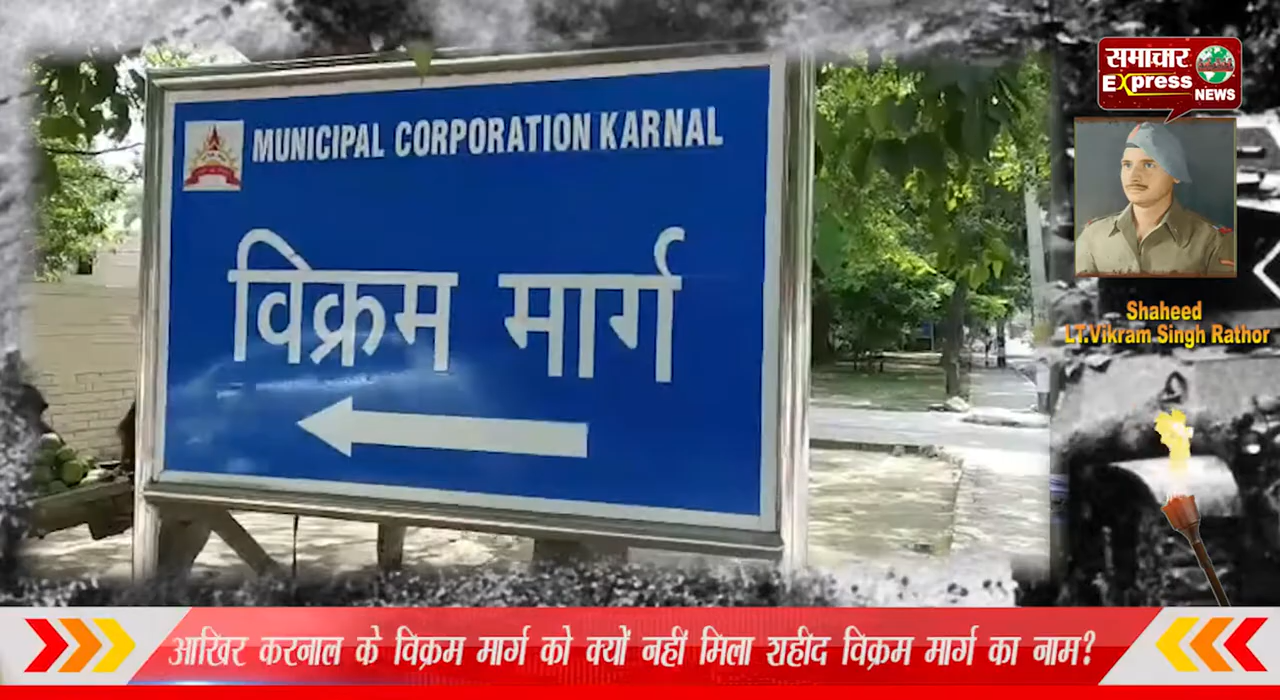 समाचार
Express
NEWS
MUNICIPAL CORPORATION KARNAL
विक्रम मार्ग
Shaheed
LT.Vikram Singh Rathor
आखिर करनाल के विक्रम मार्ग को क्यों नहीं मिला शहीद विक्रम मार्ग का नाम?